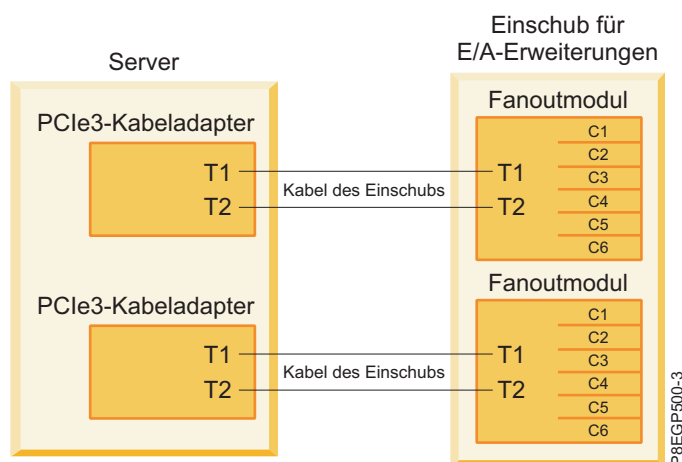 Server
Einschub für
E/A-Erweiterungen
PCIe3-Kabeladapter
T1
T2
Kabel des Einschubs
Fanoutmodul
T1
T2
C1
C2
C3
C4
C5
C6
PCIe3-Kabeladapter
T1
T2
Kabel des Einschubs
Fanoutmodul
T1
T2
C1
C2
C3
C4
C5
C6
P8EGP500-3